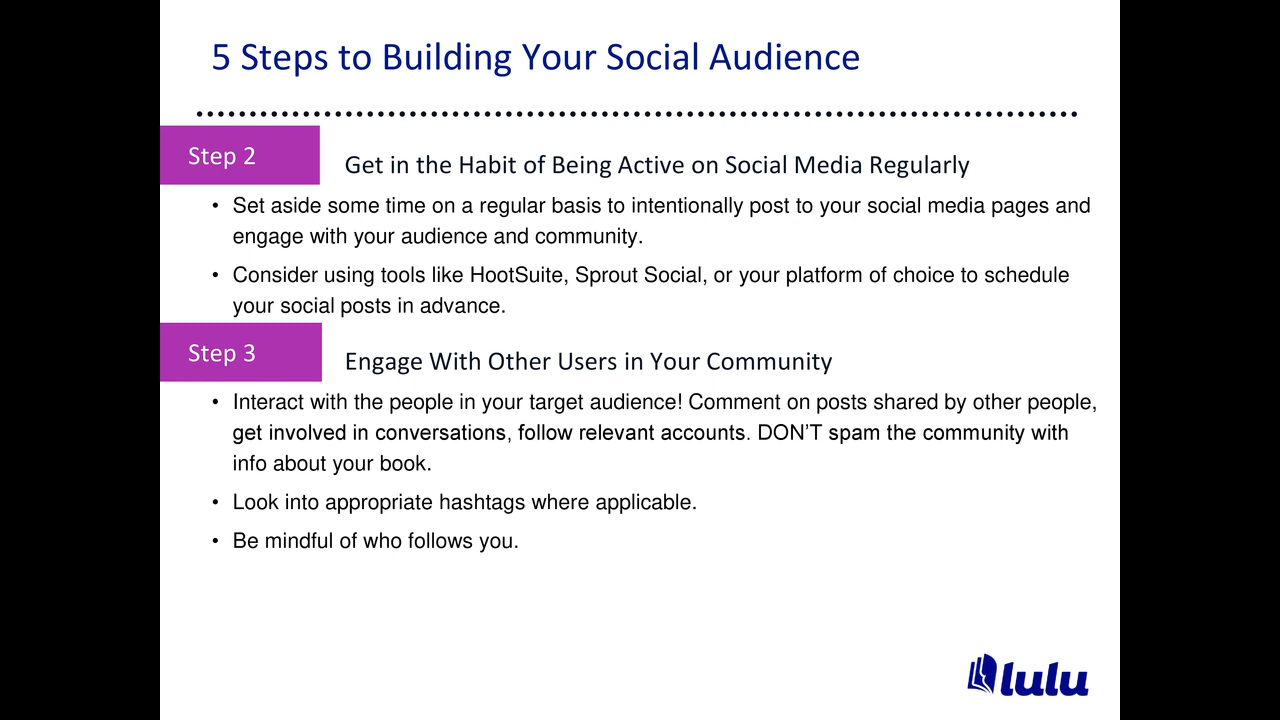 5 Steps to Building Your Social Audience
Step 2
Get in the Habit of Being Active on Social Media Regularly
• Set aside some time on a regular basis to intentionally post to your social media pages and
engage with your audience and community.
• Consider using tools like HootSuite, Sprout Social, or your platform of choice to schedule
your social posts in advance.
Step 3
Engage With Other Users in Your Community
• Interact with the people in your target audience! Comment on posts shared by other people,
get involved in conversations, follow relevant accounts. DON’T spam the community with
info about your book.
• Look into appropriate hashtags where applicable.
• Be mindful of who follows you.
lulu